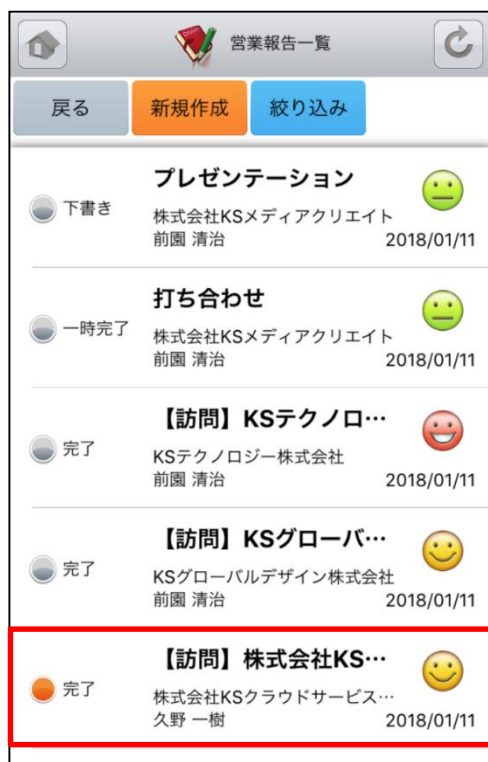 営業報告一覧
戻る 新規作成 絞り込み
プレゼンテーション
下書き
株式会社KSメディアクリエイト
前園 清治 2018/01/11
打ち合わせ
一時完了
株式会社KSメディアクリエイト
前園 清治 2018/01/11
【訪問】KSテクノロ…
完了
KSテクノロジー株式会社
前園 清治 2018/01/11
【訪問】KSグローバ…
完了
KSグローバルデザイン株式会社
前園 清治 2018/01/11
【訪問】株式会社KS…
完了
株式会社KSクラウドサービス…
久野 一樹 2018/01/11